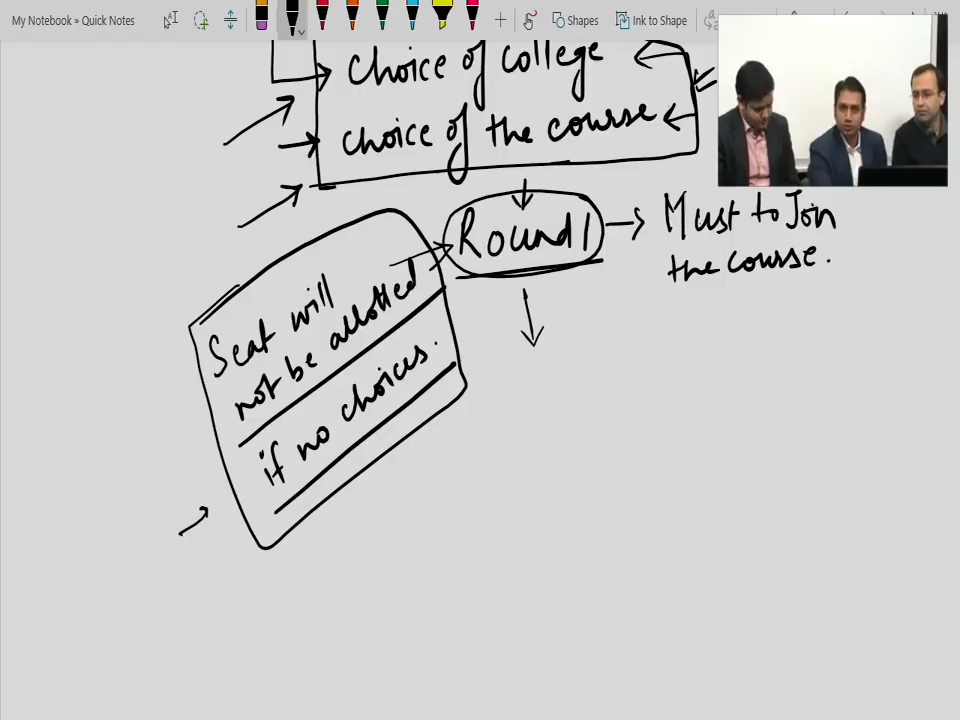 My Notebook » Quick Notes
Shapes
Ink to Shape
Choice of college
choice of the course
Round 1
Must to Join
the course.
Seat will
not be allotted
if no choices.